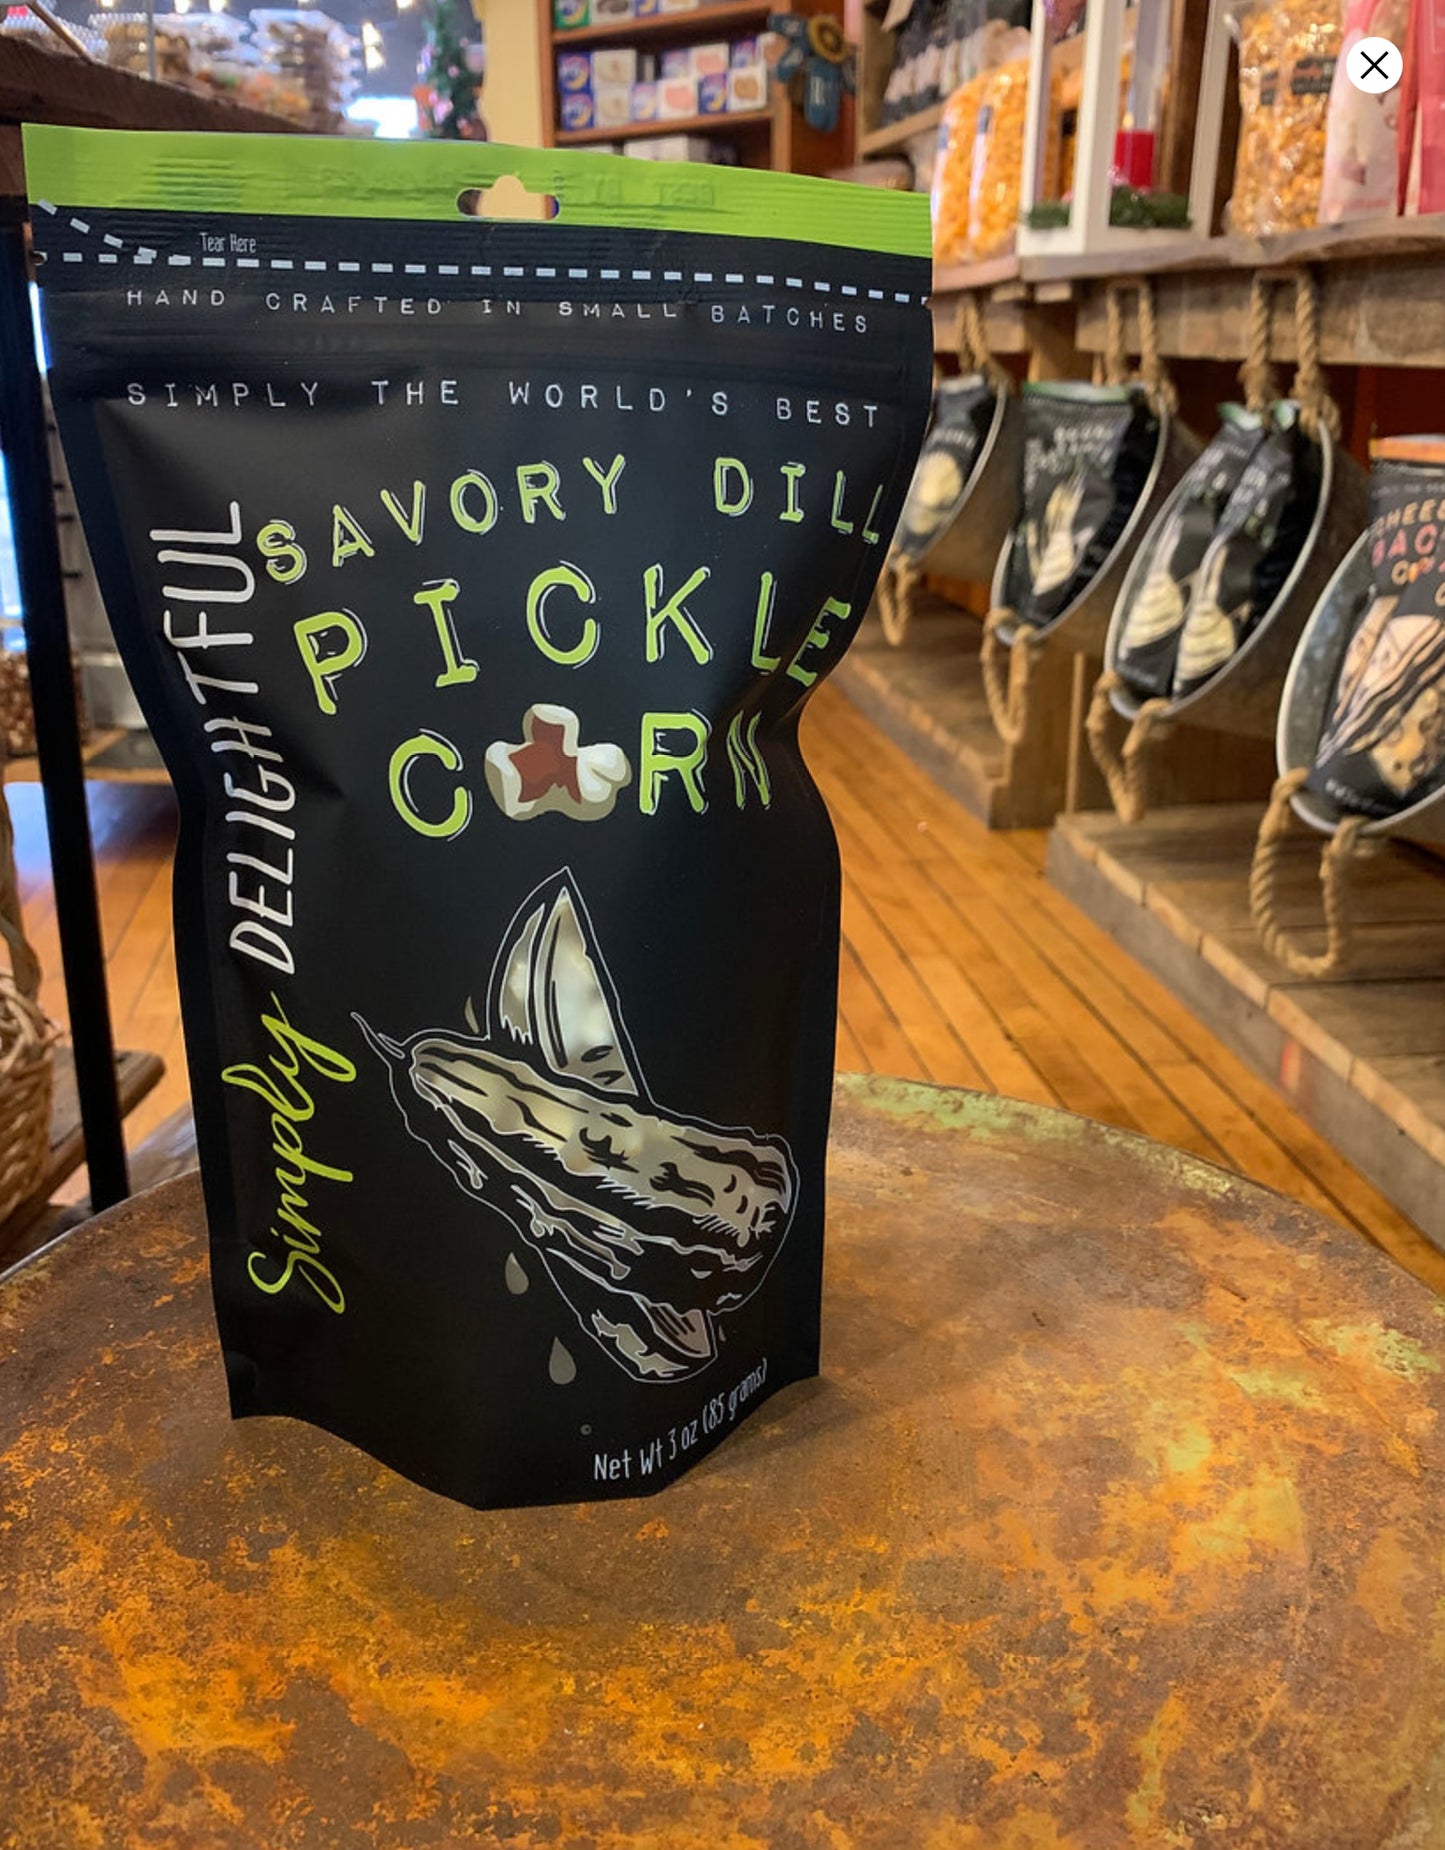 Tear Here
HAND CRAFTED IN SMALL BATCHES
SIMPLY THE WORLD'S BEST
SAVORY DILL
PICKLE
CORN
Simply DELIGHTFUL
Net Wt 3 oz (85 grams)